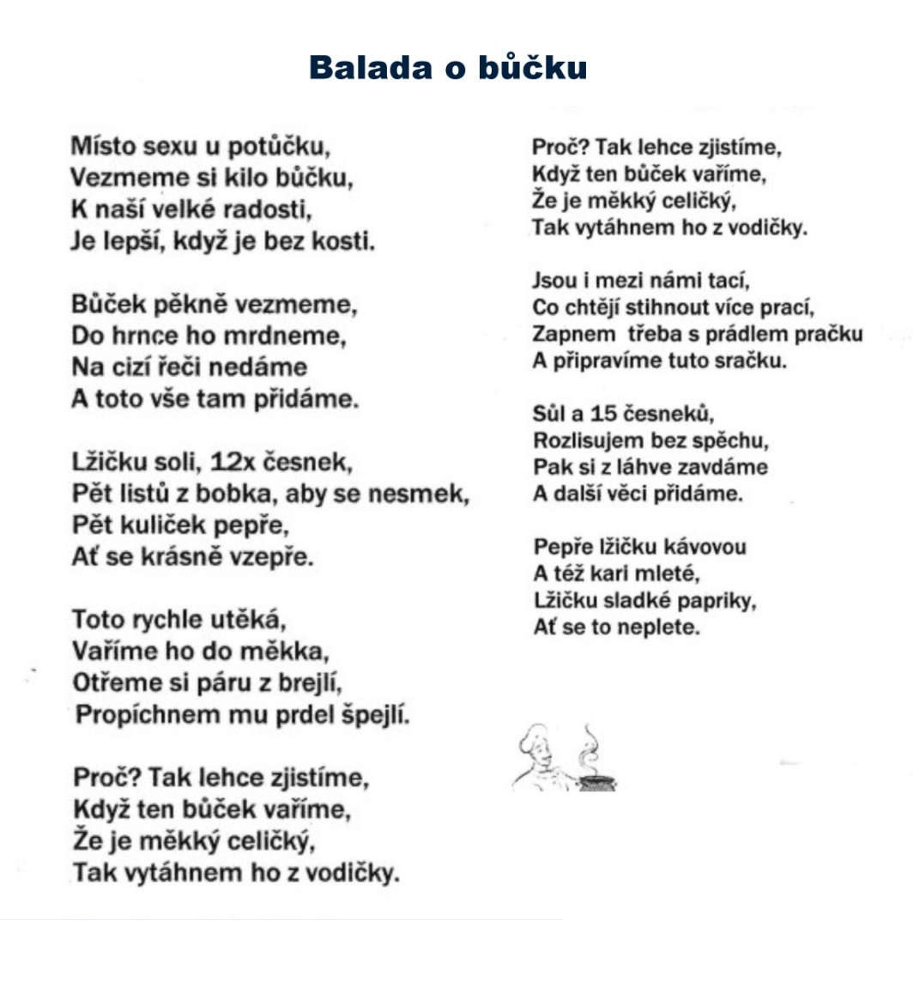 Balada o bůčku
Místo sexu u potůčku,
Vezmeme si kilo bůčku,
K naší velké radosti,
Je lepší, když je bez kosti.
Bůček pěkně vezmeme,
Do hrnce ho mrdneme,
Na cizí řeči nedáme
A toto vše tam přidáme.
Lžičku soli, 12x česnek,
Pět listů z bobka, aby se nesmek,
Pět kuliček pepře,
Ať se krásně vzepře.
Toto rychle utěká,
Vaříme ho do měkka,
Otřeme si páru z brejlí,
Propíchnem mu prdel špejlí.
Proč? Tak lehce zjistíme,
Když ten bůček vaříme,
Že je měkký celičký,
Tak vytáhnem ho z vodičky.
Proč? Tak lehce zjistíme,
Když ten bůček vaříme,
Že je měkký celičký,
Tak vytáhnem ho z vodičky.
Jsou i mezi námi tací,
Co chtějí stihnout více prací,
Zapnem třeba s prádlem pračku
A připravíme tuto sračku.
Sůl a 15 česneků,
Rozlisujem bez spěchu,
Pak si z láhve zavdáme
A další věci přidáme.
Pepře lžičku kávovou
A též kari mleté,
Lžičku sladké papriky,
Ať se to neplete.